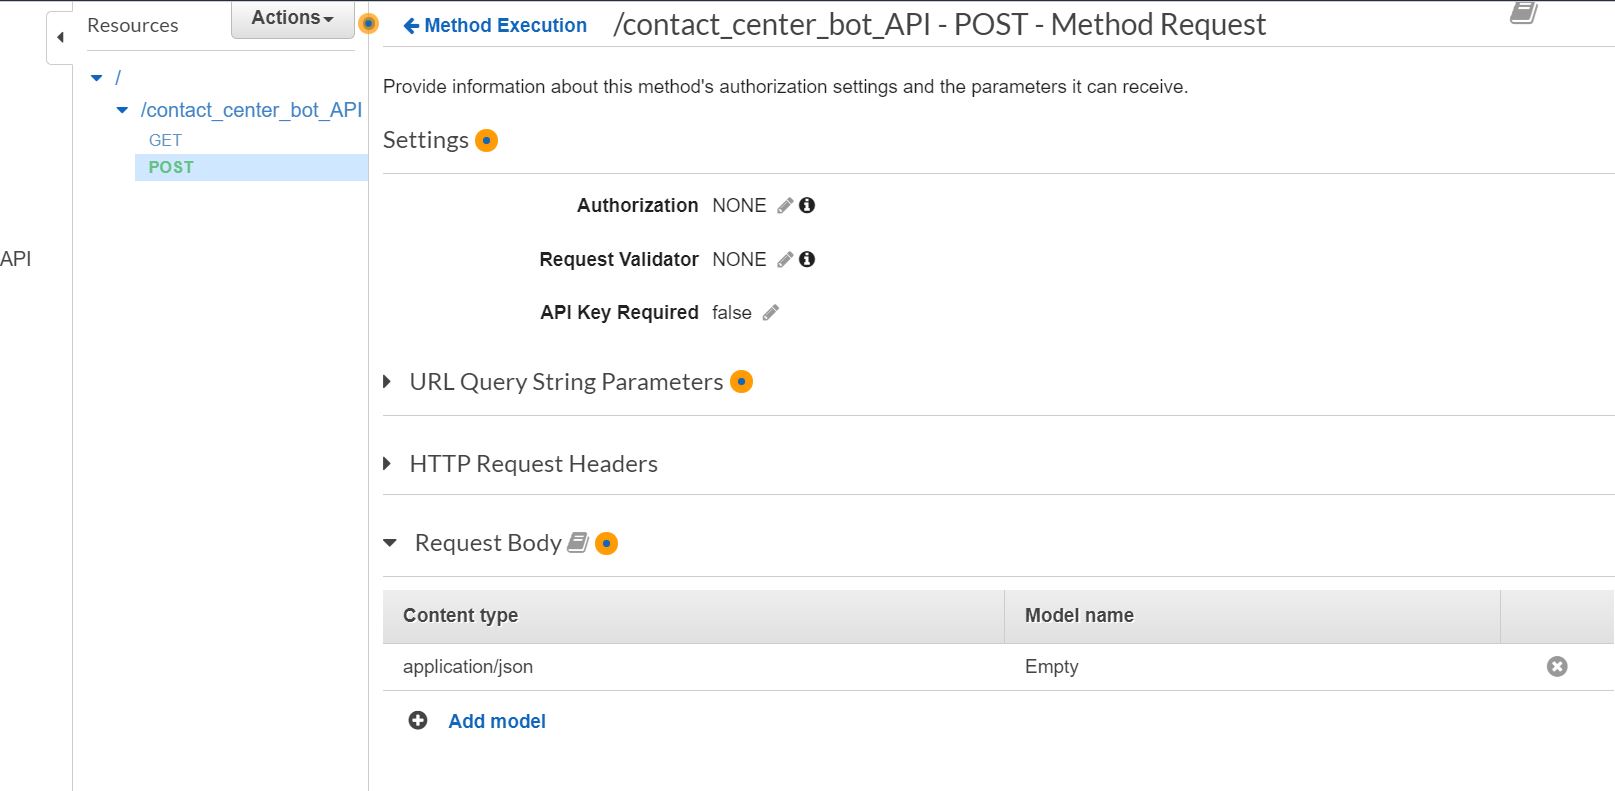 Resources
Actions
Method Execution
/contact_center_bot_API - POST - Method Request
/
/contact_center_bot_API
GET
POST
API
Provide information about this method's authorization settings and the parameters it can receive.
Settings
Authorization NONE
Request Validator NONE
API Key Required false
URL Query String Parameters
HTTP Request Headers
Request Body
Content type Model name
application/json Empty
Add model